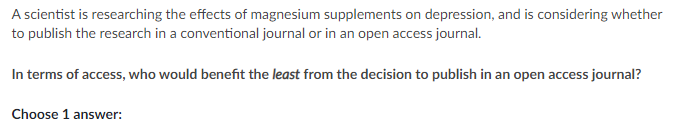 A scientist is researching the effects of magnesium supplements on depression, and is considering whether
to publish the research in a conventional journal or in an open access journal.
In terms of access, who would benefit the least from the decision to publish in an open access journal?
Choose 1 answer: